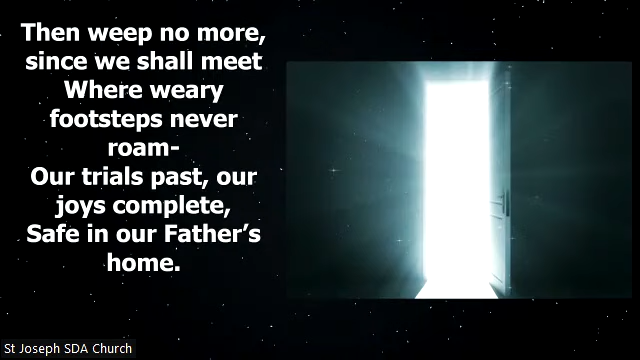 Then weep no more,
since we shall meet
Where weary
footsteps never
roam-
Our trials past, our
joys complete,
Safe in our Father’s
home.
St Joseph SDA Church